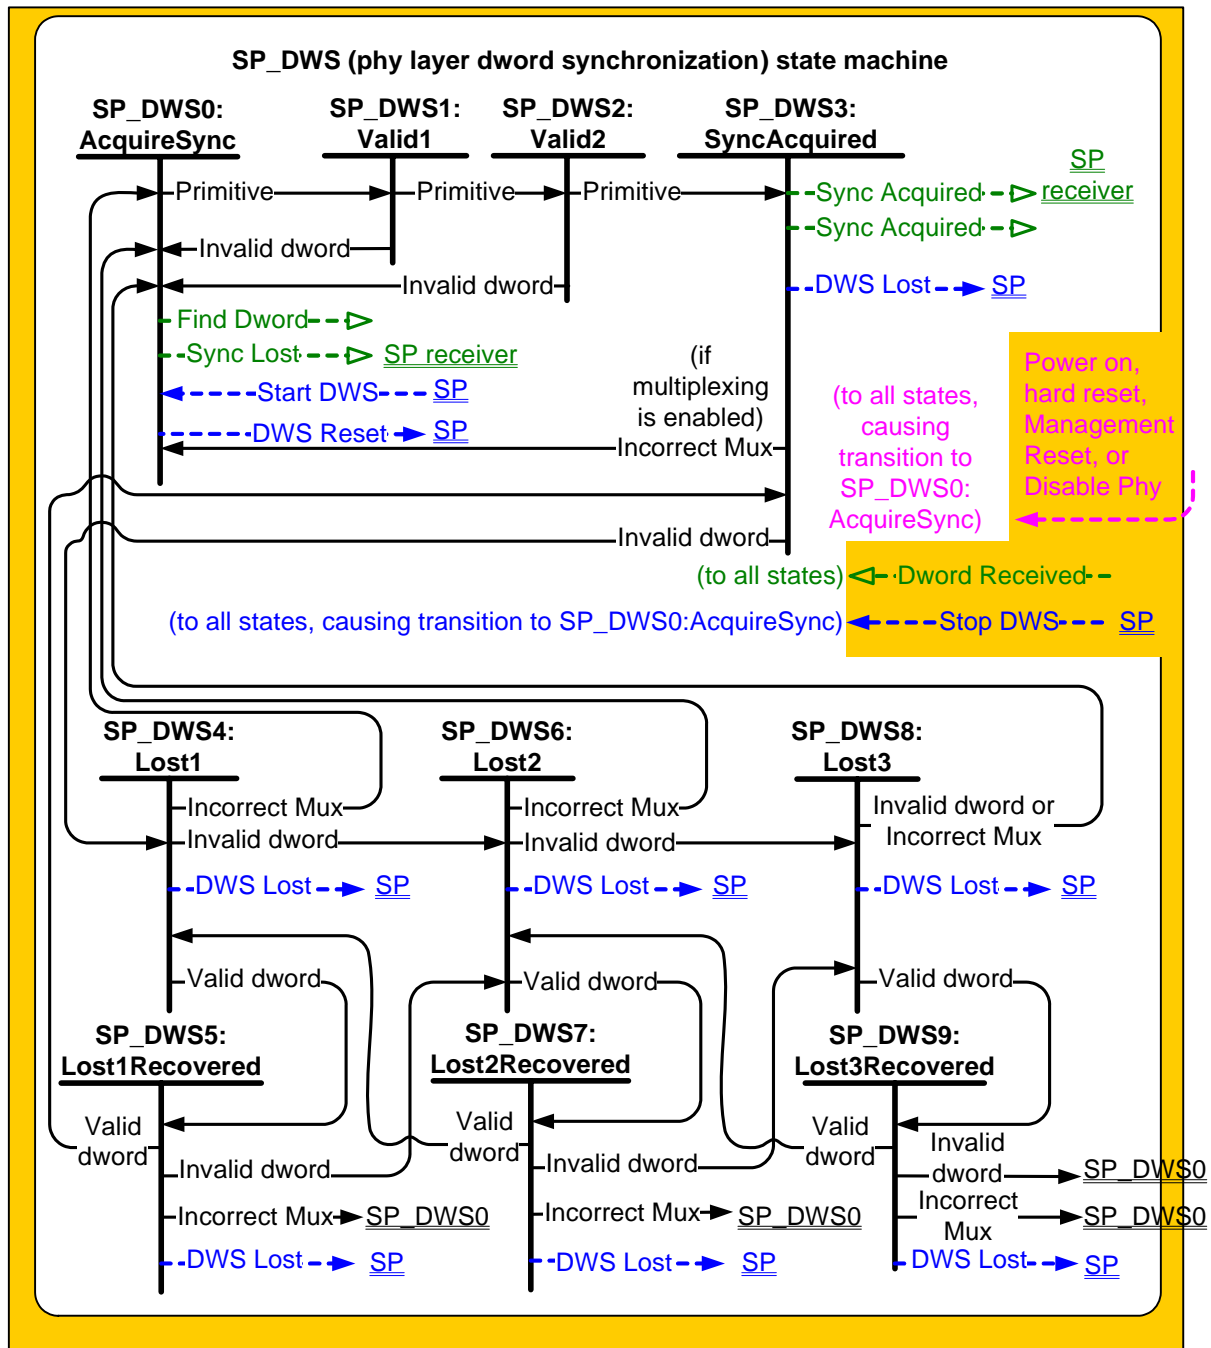 SP_DWS (phy layer dword synchronization) state machine
SP_DWS0:
AcquireSync
SP_DWS1:
Valid1
SP_DWS2:
Valid2
SP_DWS3:
SyncAcquired
Primitive
Primitive
Primitive
Sync Acquired
SP
receiver
Sync Acquired
Invalid dword
Invalid dword
DWS Lost
SP
Find Dword
Sync Lost
SP receiver
Start DWS
SP
DWS Reset
SP
(if
multiplexing
is enabled)
Incorrect Mux
(to all states,
causing
transition to
SP_DWS0:
AcquireSync)
Power on,
hard reset,
Management
Reset, or
Disable Phy
Invalid dword
(to all states)
Dword Received
(to all states, causing transition to SP_DWS0:AcquireSync)
Stop DWS
SP
SP_DWS4:
Lost1
SP_DWS6:
Lost2
SP_DWS8:
Lost3
Incorrect Mux
Incorrect Mux
Invalid dword or
Incorrect Mux
Invalid dword
Invalid dword
DWS Lost
SP
DWS Lost
SP
DWS Lost
SP
Valid dword
Valid dword
Valid dword
SP_DWS5:
Lost1Recovered
SP_DWS7:
Lost2Recovered
SP_DWS9:
Lost3Recovered
Valid
dword
Valid
dword
Valid
dword
Invalid dword
Invalid dword
Invalid
dword
SP_DWS0
Incorrect Mux
SP_DWS0
Incorrect Mux
SP_DWS0
Incorrect
Mux
SP_DWS0
DWS Lost
SP
DWS Lost
SP
DWS Lost
SP